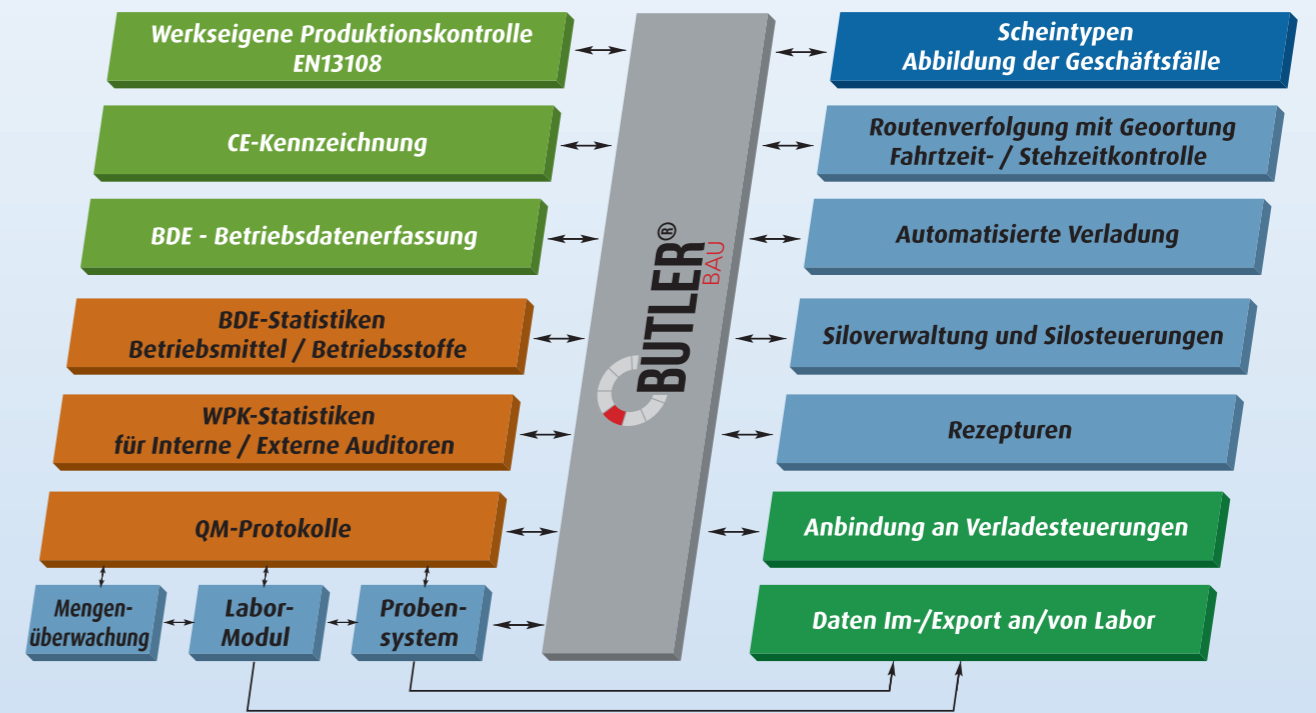 Werkseigene Produktionskontrolle
EN13108
CE-Kennzeichnung
BDE - Betriebsdatenerfassung
BDE-Statistiken
Betriebsmittel / Betriebsstoffe
WPK-Statistiken
für Interne / Externe Auditoren
QM-Protokolle
Mengen-
überwachung
Labor-
Modul
Proben-
system
BUTLER®
BAU
Scheintypen
Abbildung der Geschäftsfälle
Routenverfolgung mit Geoortung
Fahrtzeit- / Stehzeitkontrolle
Automatisierte Verladung
Siloverwaltung und Silosteuerungen
Rezepturen
Anbindung an Verladesteuerungen
Daten Im-/Export an/von Labor